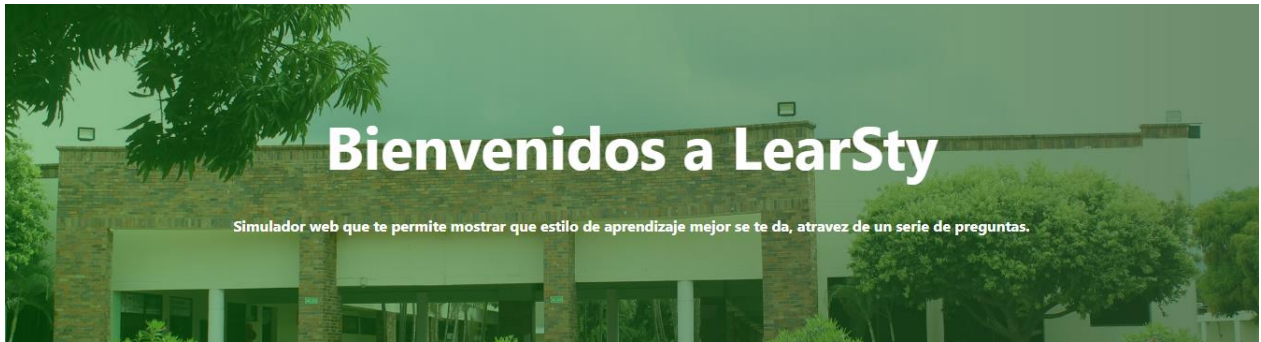 Bienvenidos a LearSty
Simulador web que te permite mostrar que estilo de aprendizaje mejor se te da, atravez de un serie de preguntas.